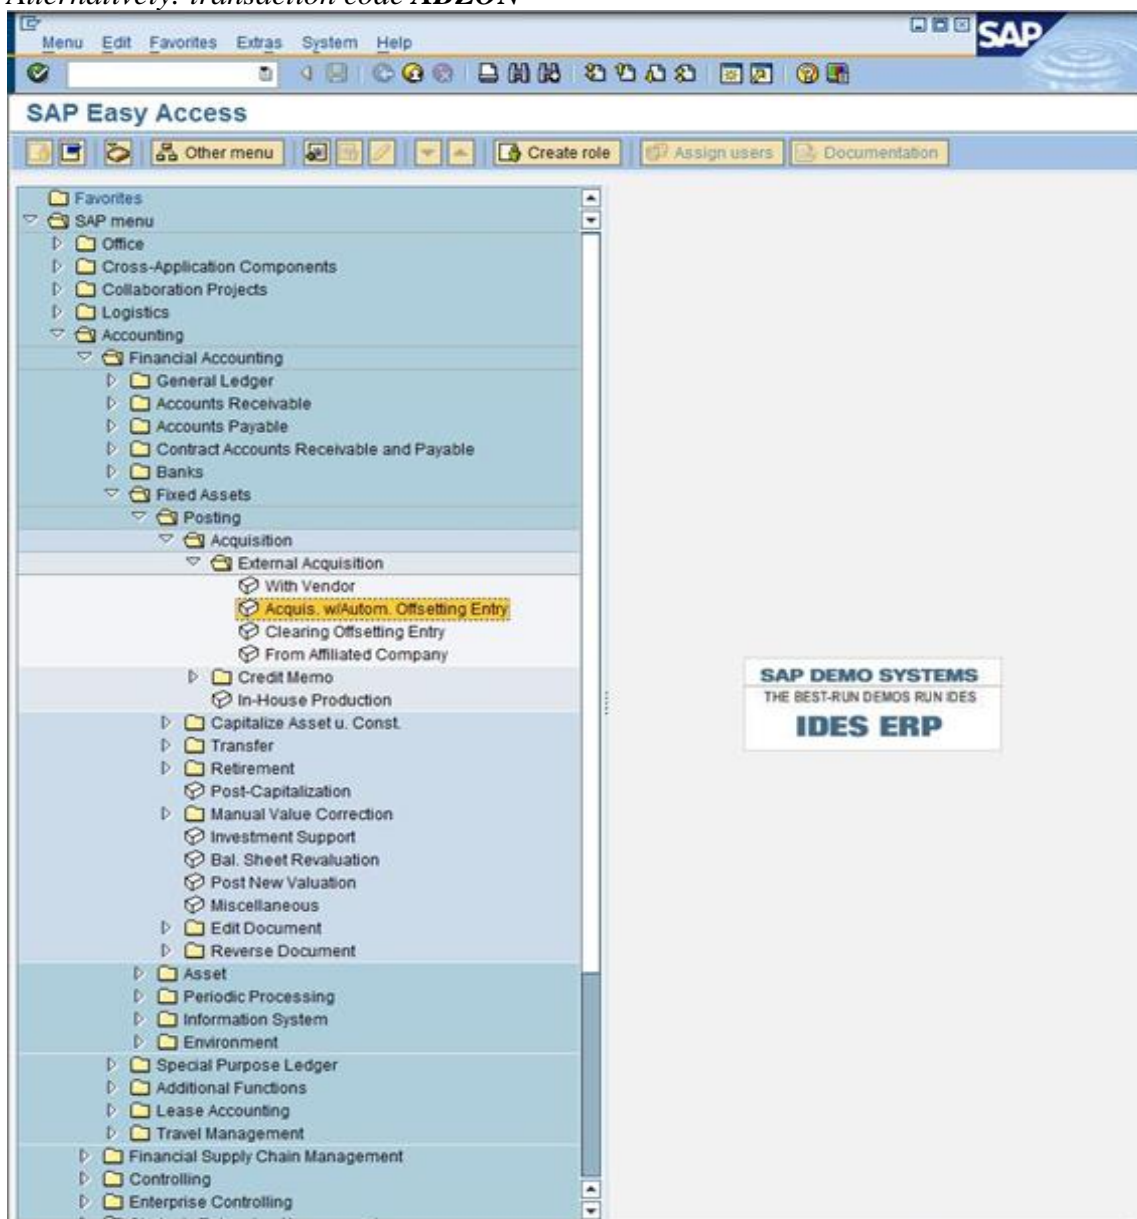 Alternatively: transaction code ABZON
Menu Edit Favorites Extras System Help
SAP
SAP Easy Access
Other menu Create role Assign users Documentation
Favorites
SAP menu
Office
Cross-Application Components
Collaboration Projects
Logistics
Accounting
Financial Accounting
General Ledger
Accounts Receivable
Accounts Payable
Contract Accounts Receivable and Payable
Banks
Fixed Assets
Posting
Acquisition
External Acquisition
With Vendor
Acquis. w/Autom. Offsetting Entry
Clearing Offsetting Entry
From Affiliated Company
Credit Memo
In-House Production
Capitalize Asset u. Const.
Transfer
Retirement
Post-Capitalization
Manual Value Correction
Investment Support
Bal. Sheet Revaluation
Post New Valuation
Miscellaneous
Edit Document
Reverse Document
Asset
Periodic Processing
Information System
Environment
Special Purpose Ledger
Additional Functions
Lease Accounting
Travel Management
Financial Supply Chain Management
Controlling
Enterprise Controlling
SAP DEMO SYSTEMS
THE BEST-RUN DEMOS RUN IDES
IDES ERP